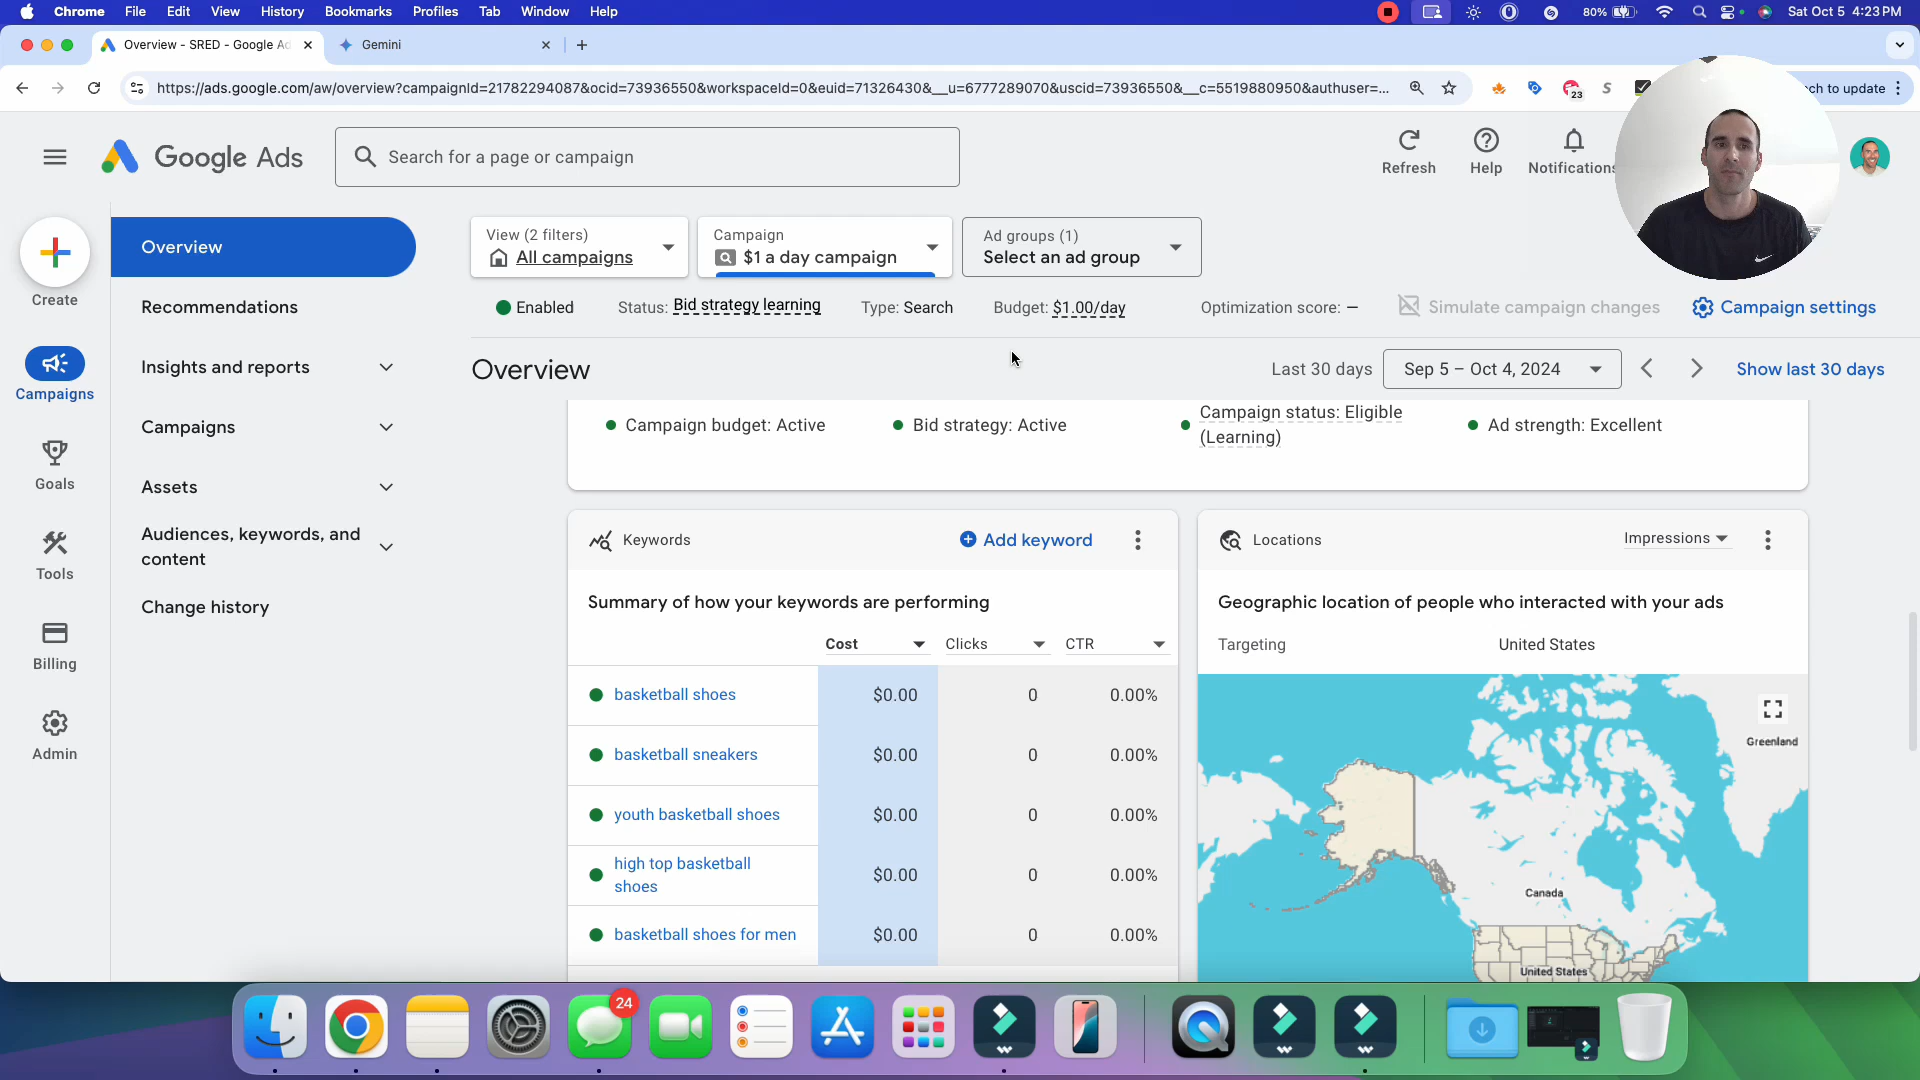 Chrome File Edit View History Bookmarks Profiles Tab Window Help
80% Sat Oct 5 4:23 PM
Overview - SRED - Google Ad
Gemini
https://ads.google.com/aw/overview?campaignId=21782294087&ocid=73936550&workspaceId=0&euid=71326430&__u=6777289070&uscid=73936550&__c=5519880950&authuser=...
23
ch to update
Google Ads
Search for a page or campaign
Refresh
Help
Notifications
Create
Campaigns
Goals
Tools
Billing
Admin
Overview
Recommendations
Insights and reports
Campaigns
Assets
Audiences, keywords, and
content
Change history
View (2 filters)
All campaigns
Campaign
$1 a day campaign
Ad groups (1)
Select an ad group
Enabled
Status: Bid strategy learning
Type: Search
Budget: $1.00/day
Optimization score: —
Simulate campaign changes
Campaign settings
Overview
Last 30 days
Sep 5 – Oct 4, 2024
Show last 30 days
Campaign budget: Active
Bid strategy: Active
Campaign status: Eligible
(Learning)
Ad strength: Excellent
Keywords
Add keyword
Summary of how your keywords are performing
Cost Clicks CTR
basketball shoes $0.00 0 0.00%
basketball sneakers $0.00 0 0.00%
youth basketball shoes $0.00 0 0.00%
high top basketball
shoes $0.00 0 0.00%
basketball shoes for men $0.00 0 0.00%
Locations
Impressions
Geographic location of people who interacted with your ads
Targeting United States
Greenland
Canada
United States
24